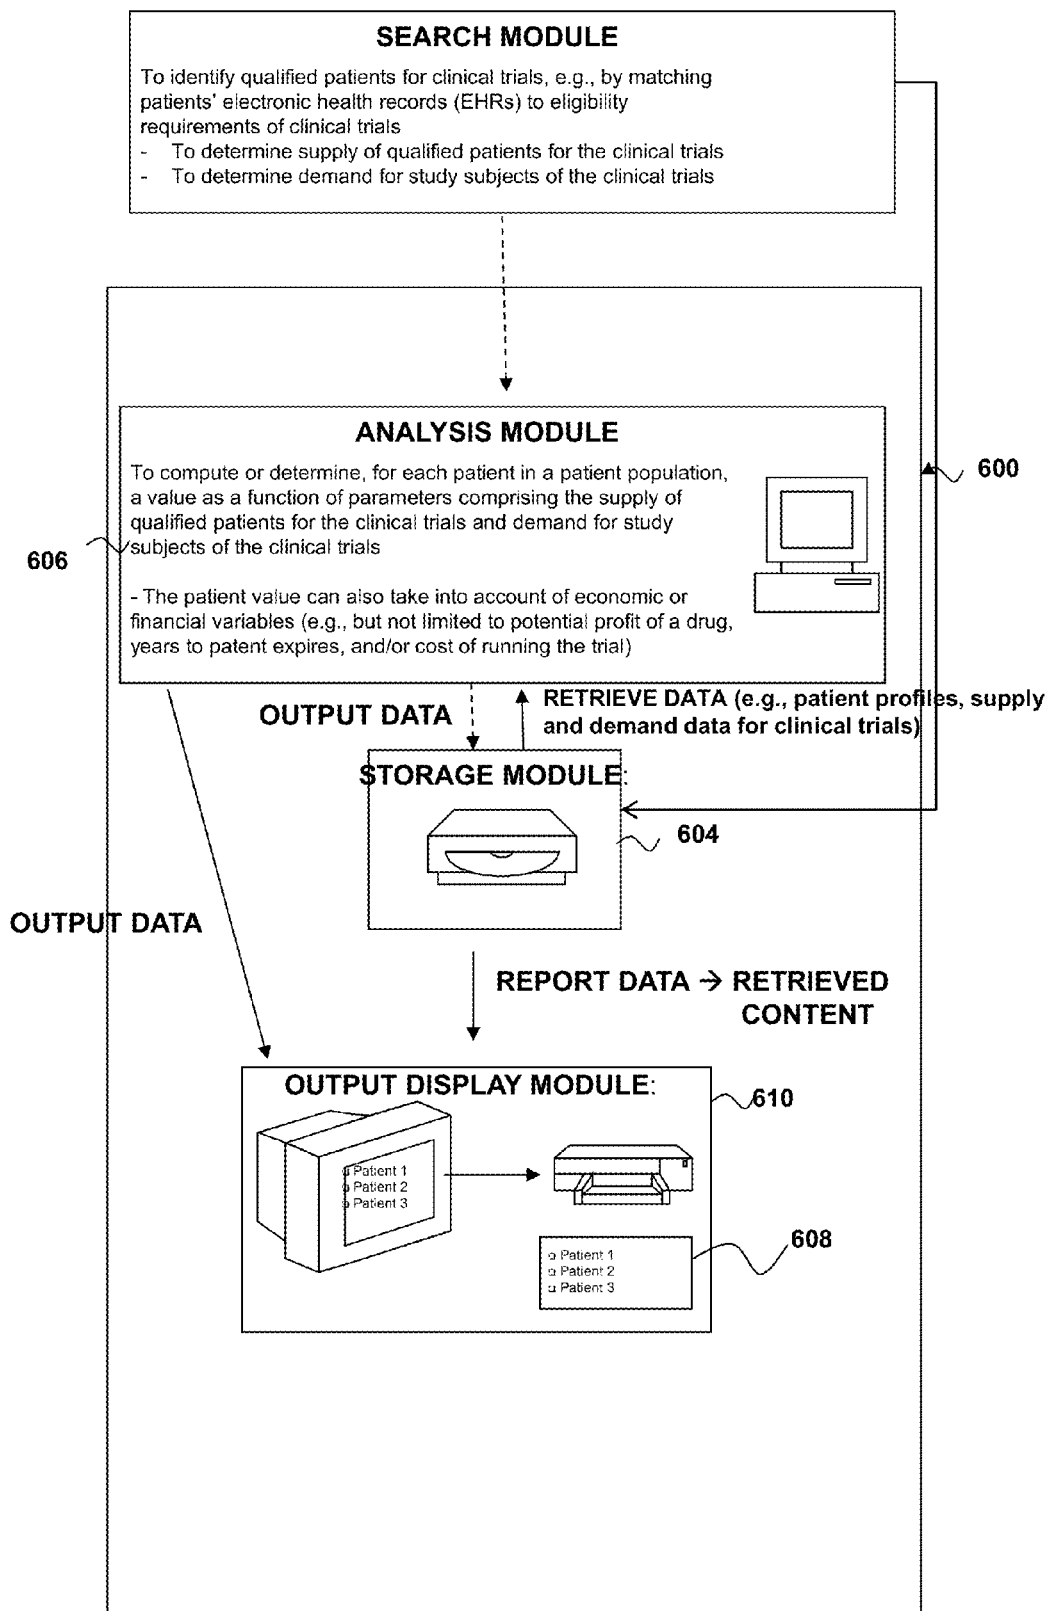 SEARCH MODULE
To identify qualified patients for clinical trials, e.g., by matching
patients' electronic health records (EHRs) to eligibility
requirements of clinical trials
- To determine supply of qualified patients for the clinical trials
- To determine demand for study subjects of the clinical trials
ANALYSIS MODULE
To compute or determine, for each patient in a patient population,
a value as a function of parameters comprising the supply of
qualified patients for the clinical trials and demand for study
subjects of the clinical trials
- The patient value can also take into account of economic or
financial variables (e.g., but not limited to potential profit of a drug,
years to patent expires, and/or cost of running the trial)
600
606
OUTPUT DATA
RETRIEVE DATA (e.g., patient profiles, supply
and demand data for clinical trials)
STORAGE MODULE:
604
OUTPUT DATA
REPORT DATA → RETRIEVED
CONTENT
OUTPUT DISPLAY MODULE:
610
¤ Patient 1
¤ Patient 2
¤ Patient 3
608
¤ Patient 1
¤ Patient 2
¤ Patient 3